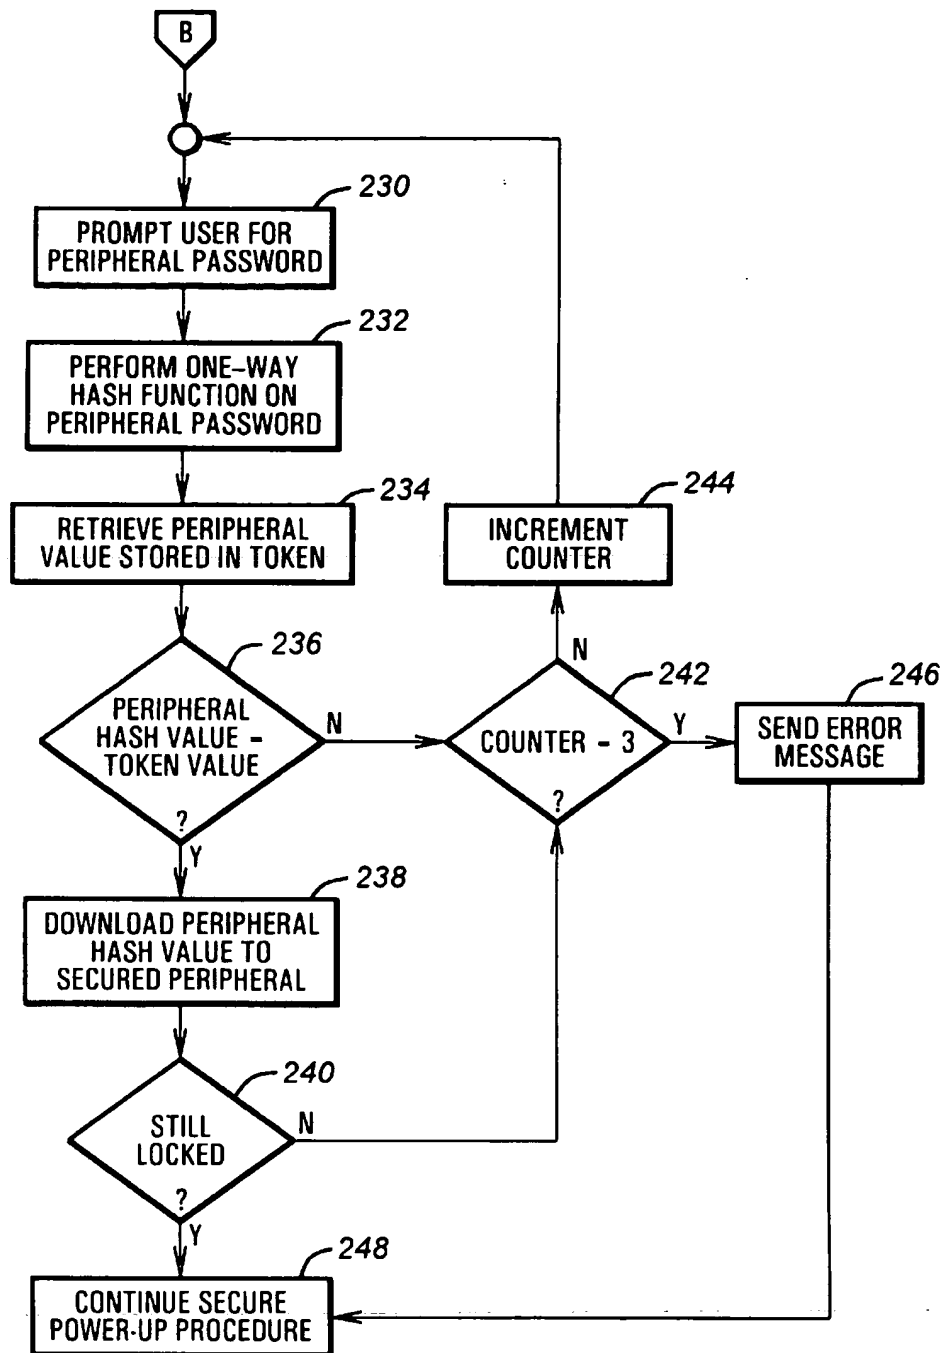 B
230
PROMPT USER FOR
PERIPHERAL PASSWORD
232
PERFORM ONE-WAY
HASH FUNCTION ON
PERIPHERAL PASSWORD
234
RETRIEVE PERIPHERAL
VALUE STORED IN TOKEN
244
INCREMENT
COUNTER
236
PERIPHERAL
HASH VALUE -
TOKEN VALUE
?
N
Y
242
COUNTER - 3
?
N
Y
246
SEND ERROR
MESSAGE
238
DOWNLOAD PERIPHERAL
HASH VALUE TO
SECURED PERIPHERAL
240
STILL
LOCKED
?
N
Y
248
CONTINUE SECURE
POWER-UP PROCEDURE